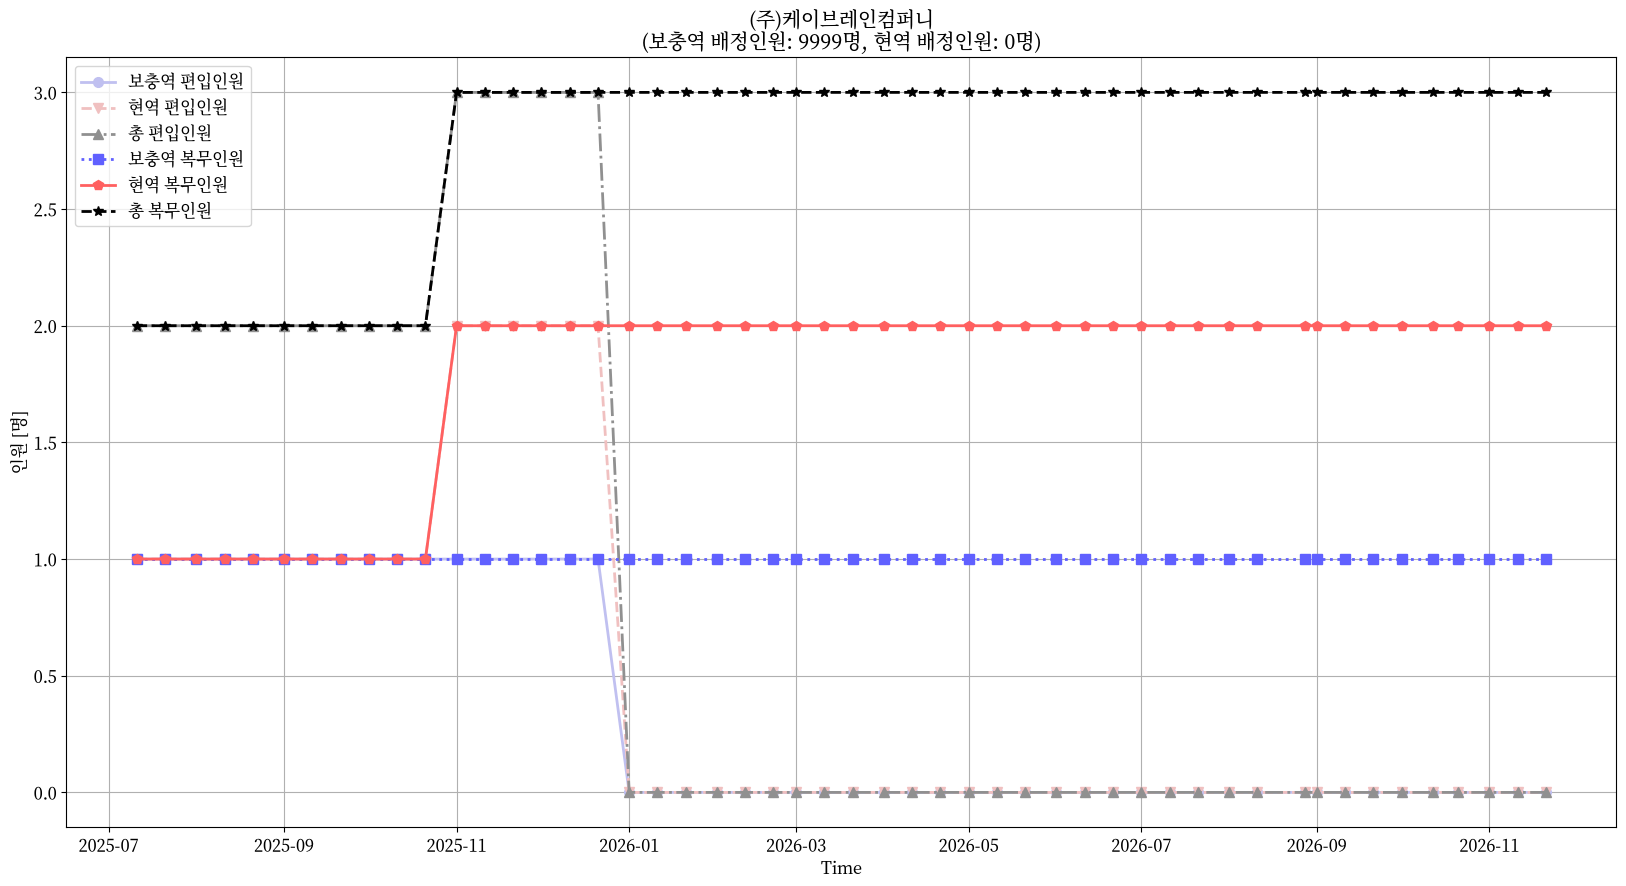 (주)케이브레인컴퍼니
(보충역 배정인원: 9999명, 현역 배정인원: 0명)
보충역 편입인원
현역 편입인원
총 편입인원
보충역 복무인원
현역 복무인원
총 복무인원
인원 [명]
3.0
2.5
2.0
1.5
1.0
0.5
0.0
2025-07
2025-09
2025-11
2026-01
2026-03
2026-05
2026-07
2026-09
2026-11
Time